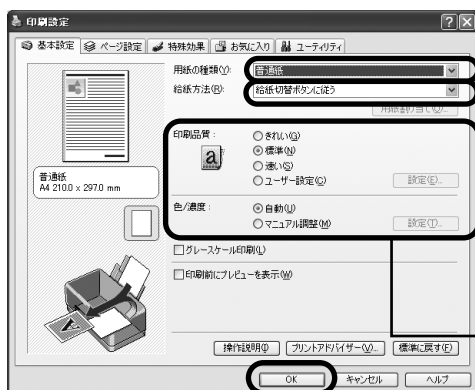 印刷設定
基本設定 ページ設定 特殊効果 お気に入り ユーティリティ
用紙の種類(Y): 普通紙
給紙方法(R): 給紙切替ボタンに従う
用紙割り当て(Q)...
印刷品質:
きれい(G)
標準(N)
速い(S)
ユーザー設定(C) 設定(E)...
普通紙
A4 210.0 x 297.0 mm
色/濃度:
自動(U)
マニュアル調整(M) 設定(T)...
グレースケール印刷(L)
印刷前にプレビューを表示(W)
操作説明(I) プリントアドバイザー(V)... 標準に戻す(F)
OK キャンセル ヘルプ